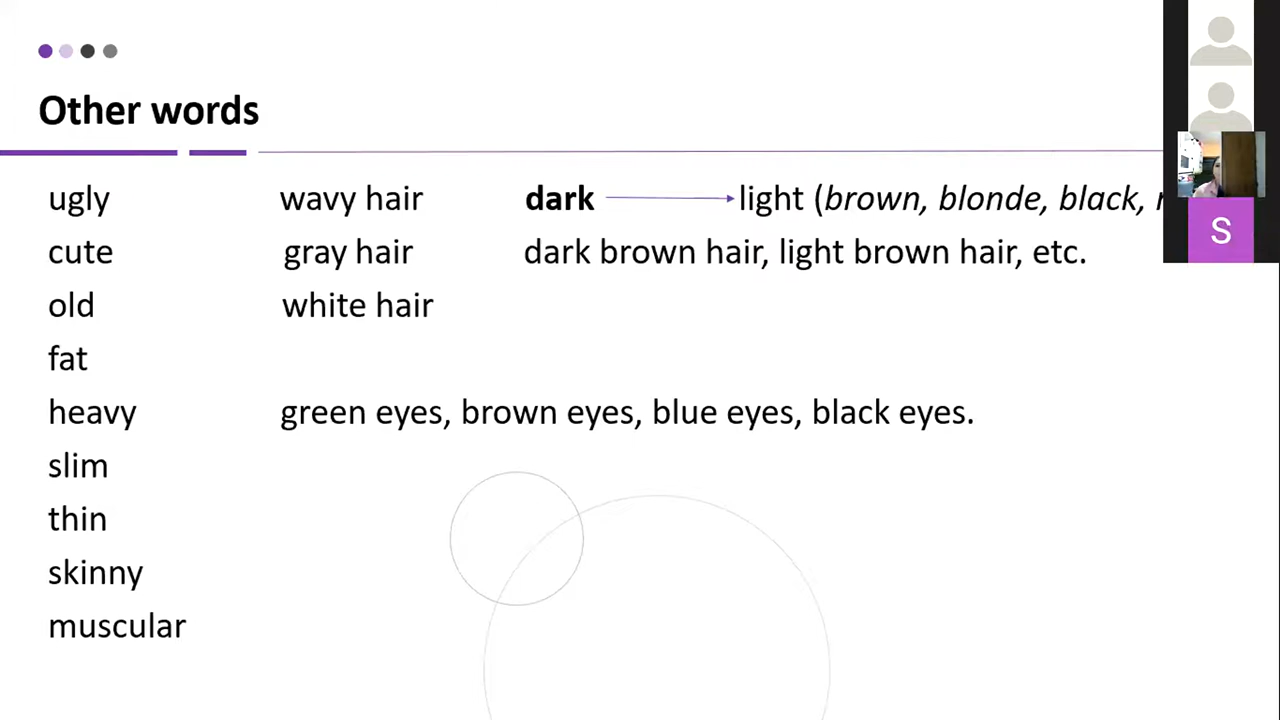 Other words
ugly wavy hair dark light (brown, blonde, black,
cute gray hair dark brown hair, light brown hair, etc.
old white hair
fat
heavy green eyes, brown eyes, blue eyes, black eyes.
slim
thin
skinny
muscular
S